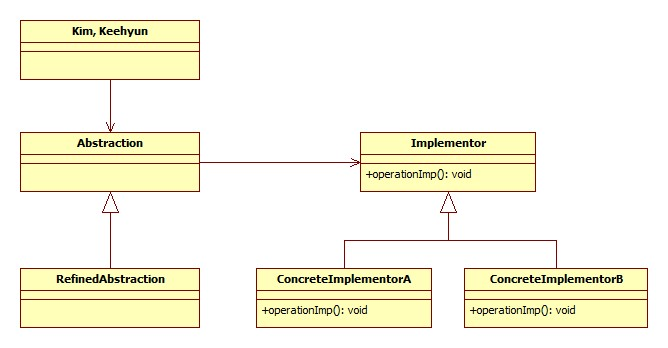 Kim, Keehyun
Abstraction
Implementor
+operationImp(): void
RefinedAbstraction
ConcreteImplementorA
+operationImp(): void
ConcreteImplementorB
+operationImp(): void